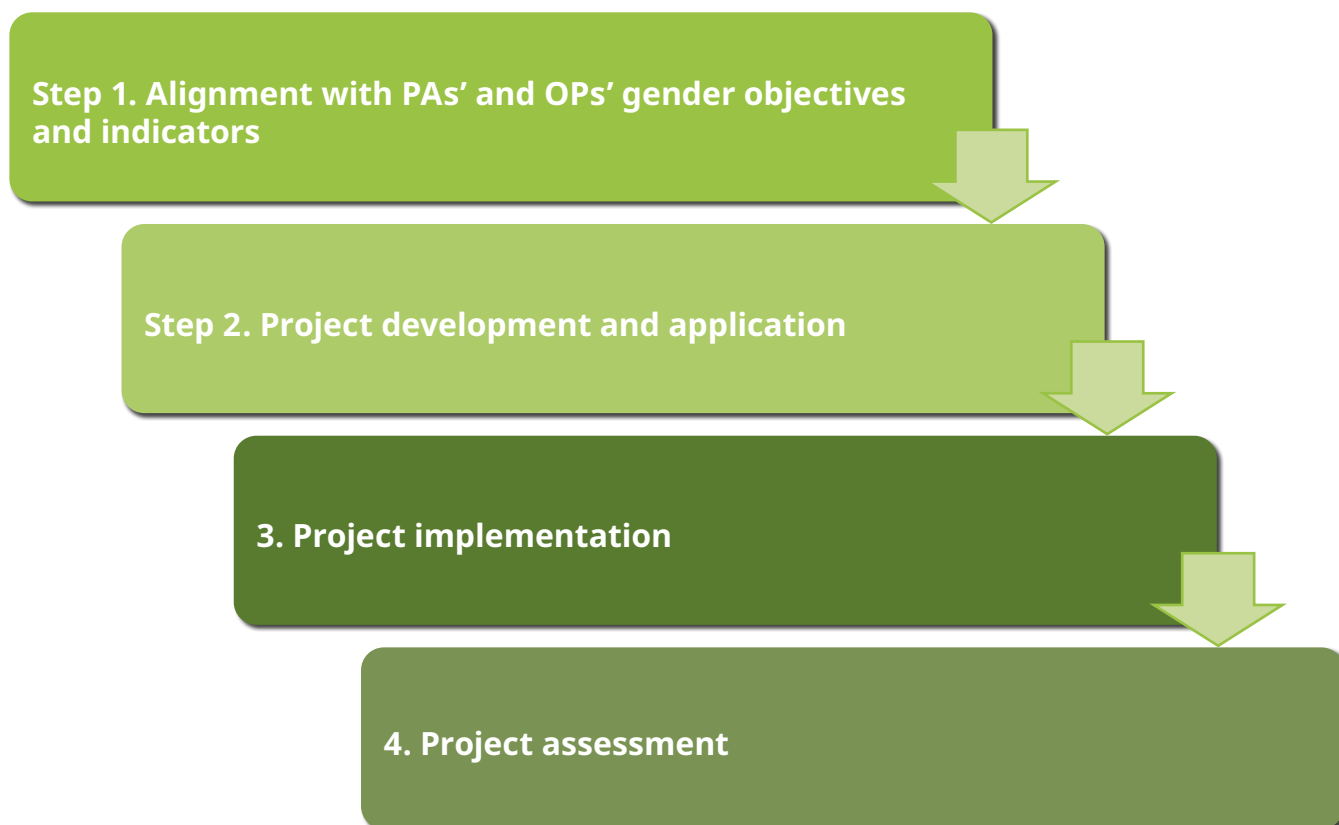 Step 1. Alignment with PAs’ and OPs’ gender objectives
and indicators
Step 2. Project development and application
3. Project implementation
4. Project assessment